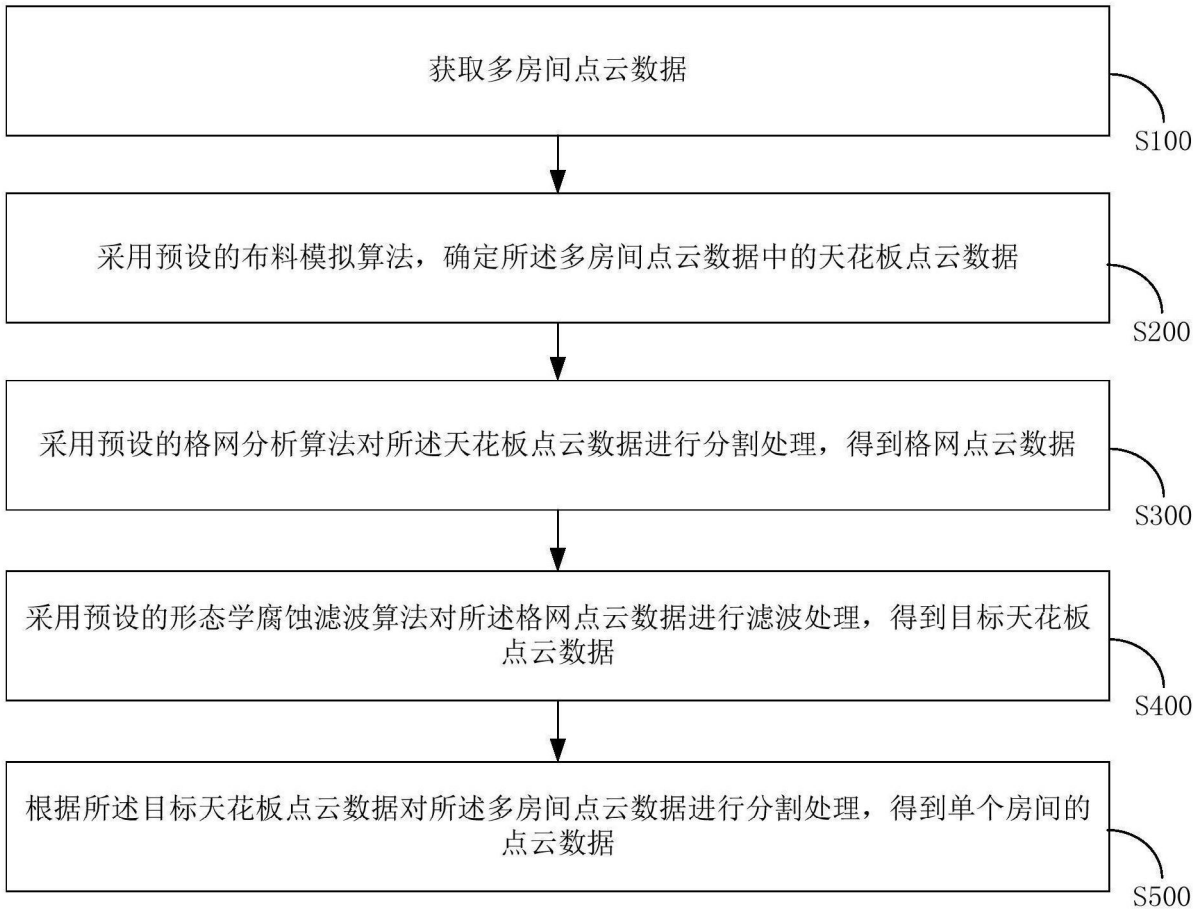 获取多房间点云数据
S100
采用预设的布料模拟算法，确定所述多房间点云数据中的天花板点云数据
S200
采用预设的格网分析算法对所述天花板点云数据进行分割处理，得到格网点云数据
S300
采用预设的形态学腐蚀滤波算法对所述格网点云数据进行滤波处理，得到目标天花板
点云数据
S400
根据所述目标天花板点云数据对所述多房间点云数据进行分割处理，得到单个房间的
点云数据
S500